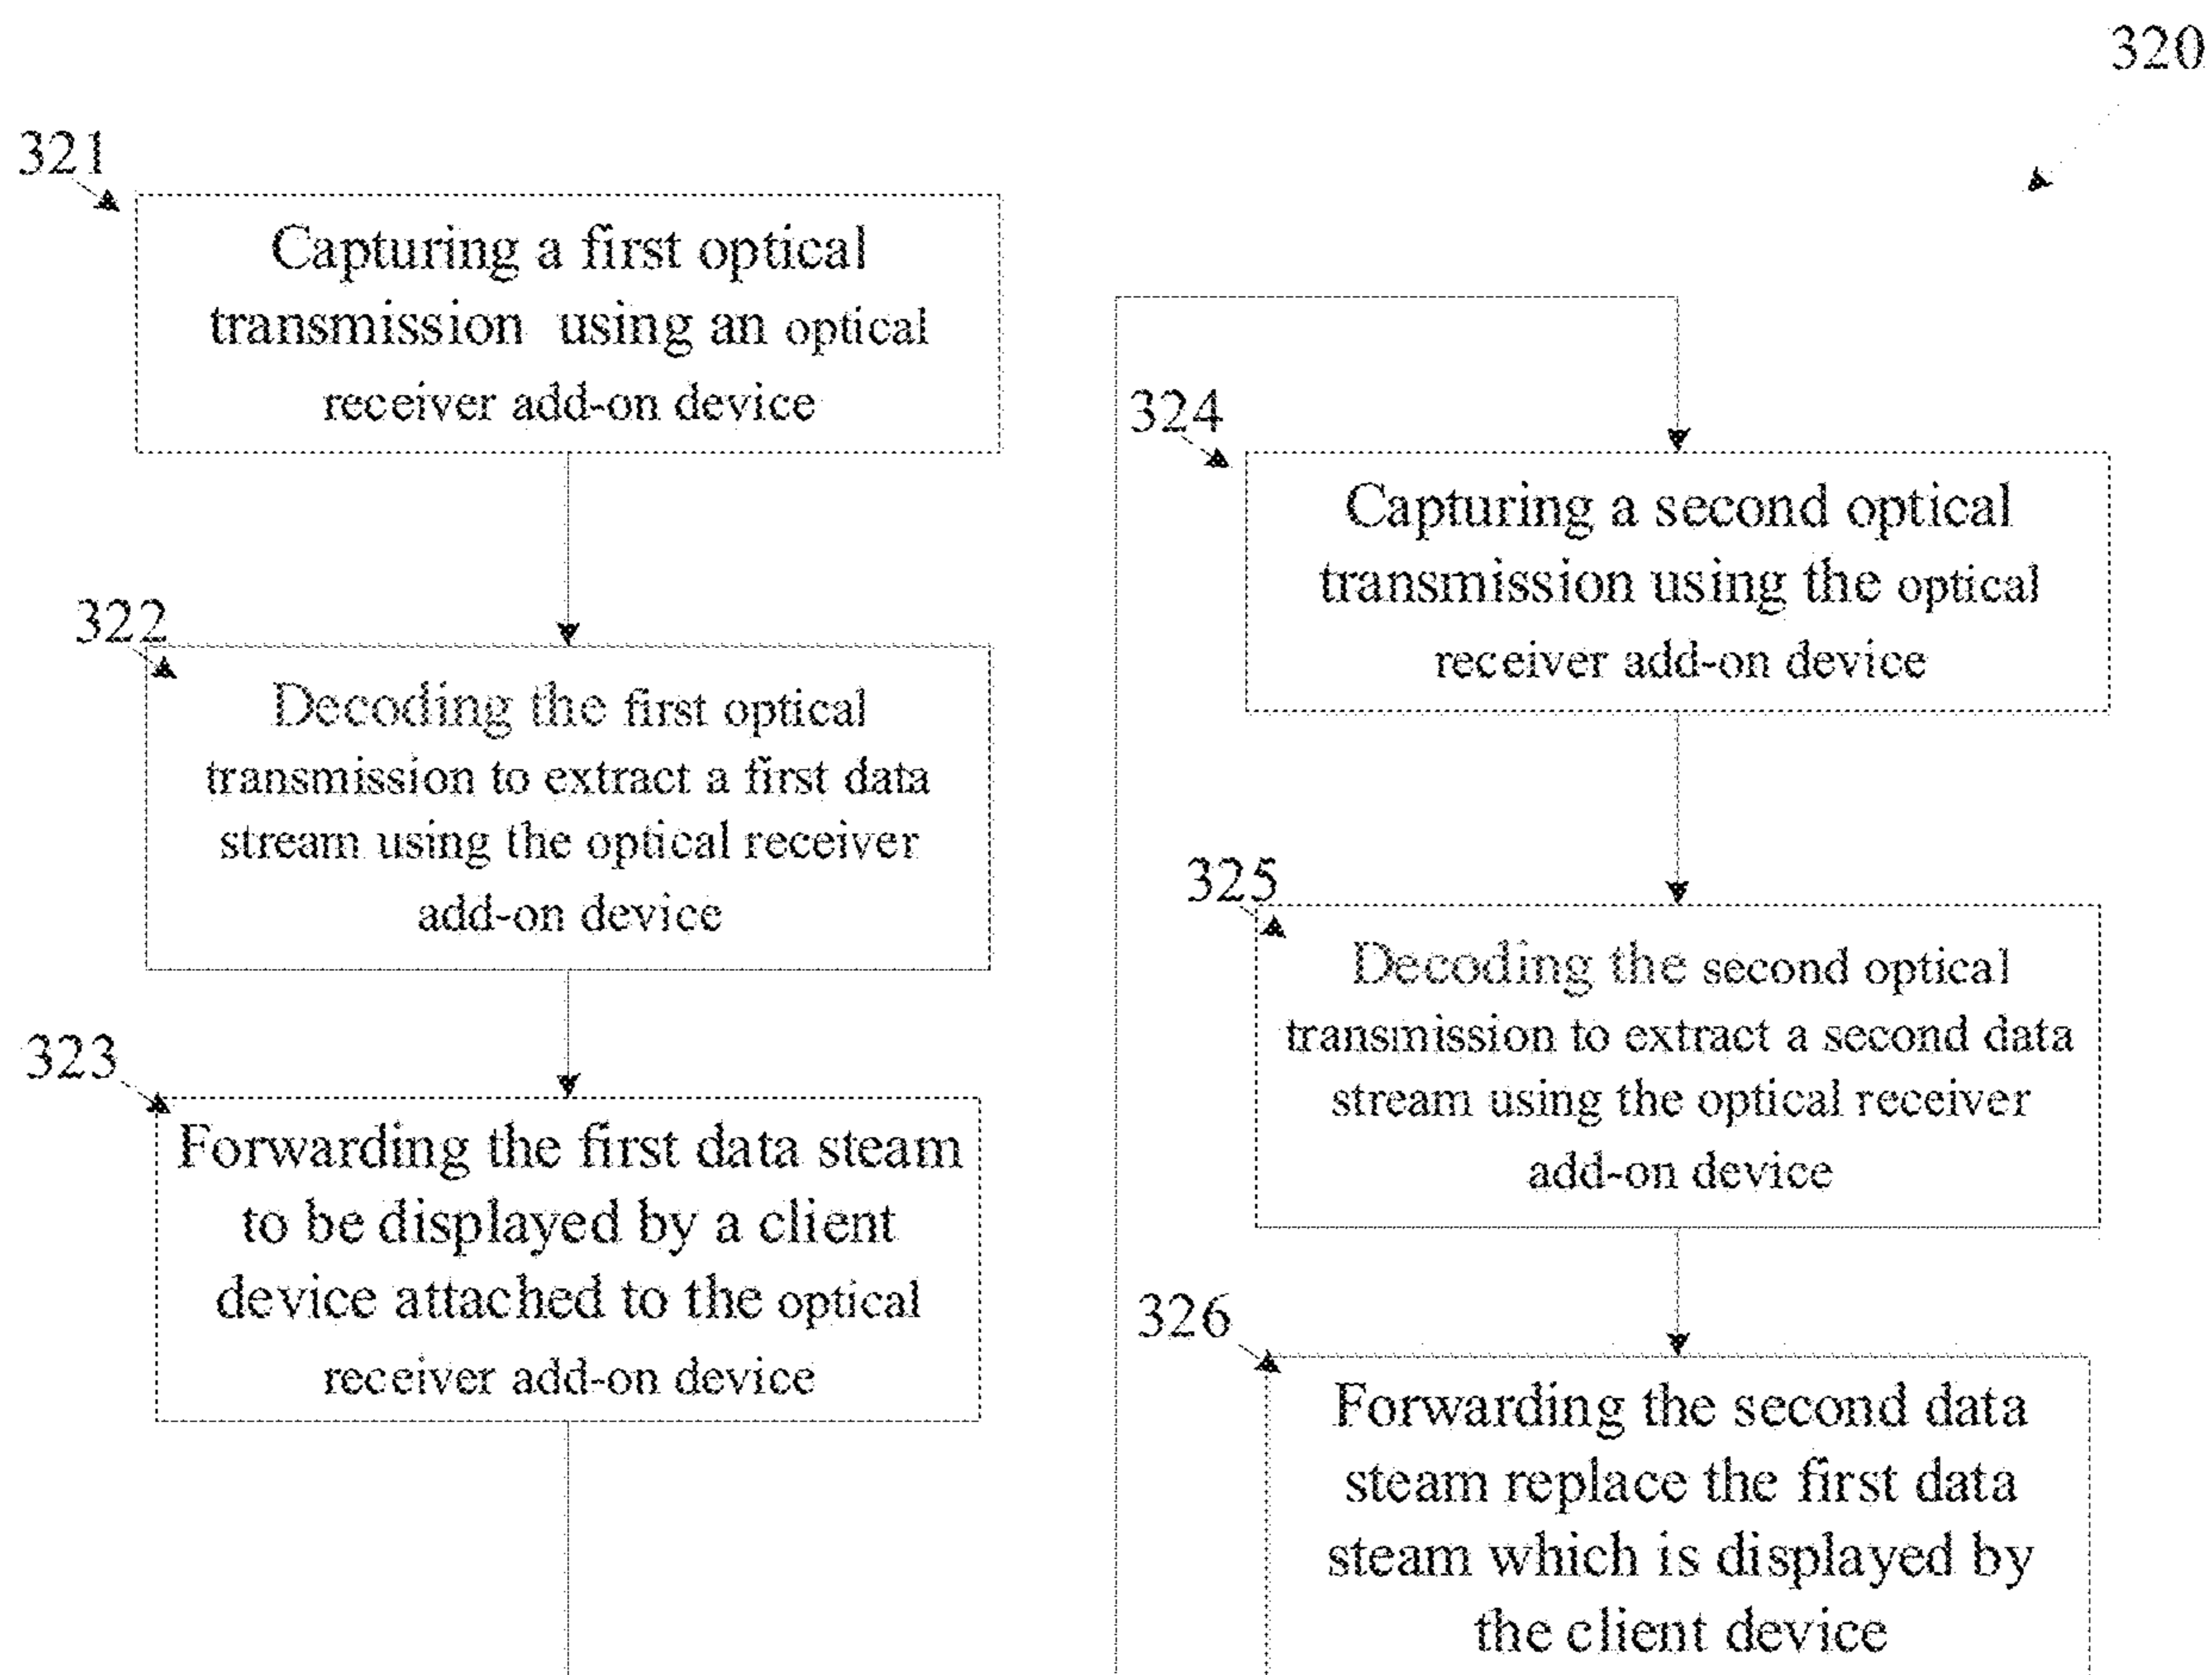 320
321
Capturing a first optical
transmission using an optical
receiver add-on device
322
Decoding the first optical
transmission to extract a first data
stream using the optical receiver
add-on device
323
Forwarding the first data steam
to be displayed by a client
device attached to the optical
receiver add-on device
324
Capturing a second optical
transmission using the optical
receiver add-on device
325
Decoding the second optical
transmission to extract a second data
stream using the optical receiver
add-on device
326
Forwarding the second data
steam replace the first data
steam which is displayed by
the client device